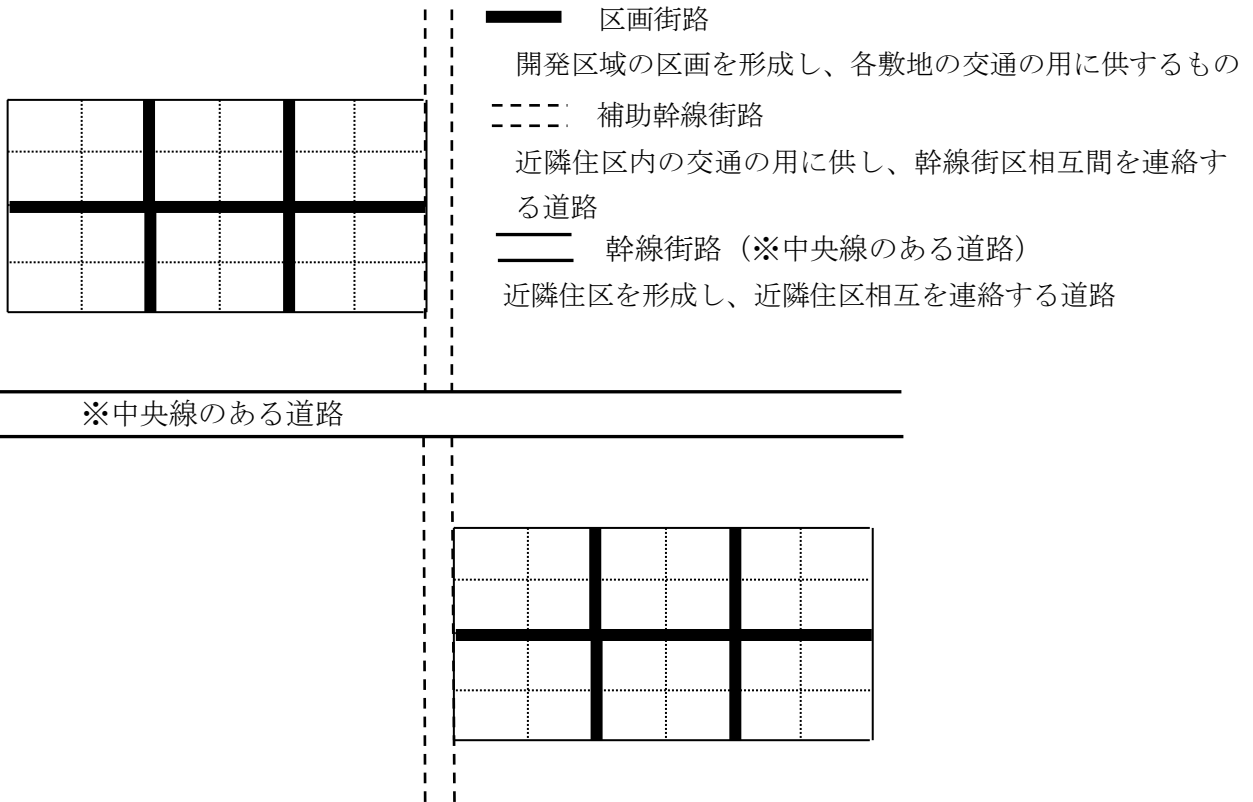 区画街路
開発区域の区画を形成し、各敷地の交通の用に供するもの
補助幹線街路
近隣住区内の交通の用に供し、幹線街区相互間を連絡す
る道路
幹線街路（※中央線のある道路）
近隣住区を形成し、近隣住区相互を連絡する道路
※中央線のある道路